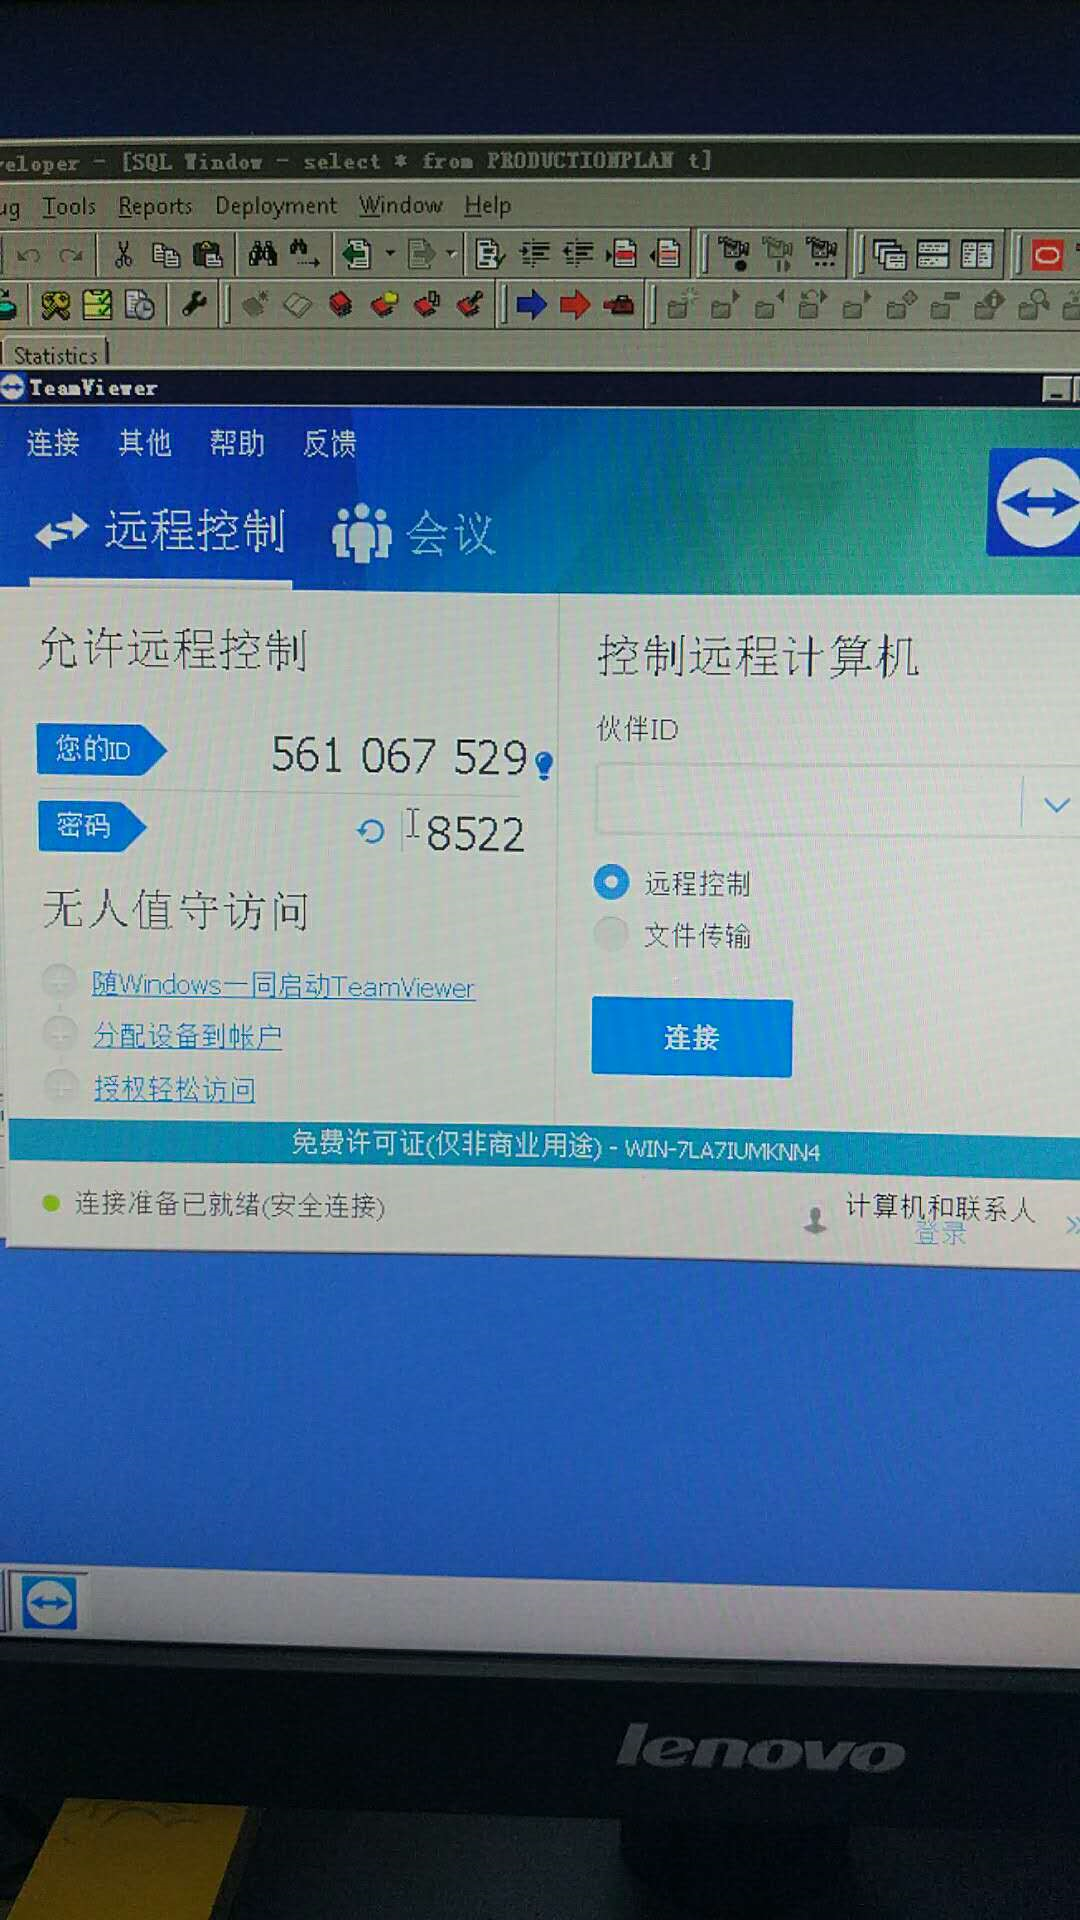 veloper - [SQL Window - select * from PRODUCTIONPLAN t]
ug Tools Reports Deployment Window Help
Statistics
TeamViewer
连接 其他 帮助 反馈
远程控制 会议
允许远程控制
您的ID 561 067 529
密码 8522
无人值守访问
随Windows一同启动TeamViewer
分配设备到帐户
授权轻松访问
控制远程计算机
伙伴ID
远程控制
文件传输
连接
免费许可证(仅非商业用途) - WIN-7LA7IUMKNN4
连接准备已就绪(安全连接)
计算机和联系人
登录
lenovo